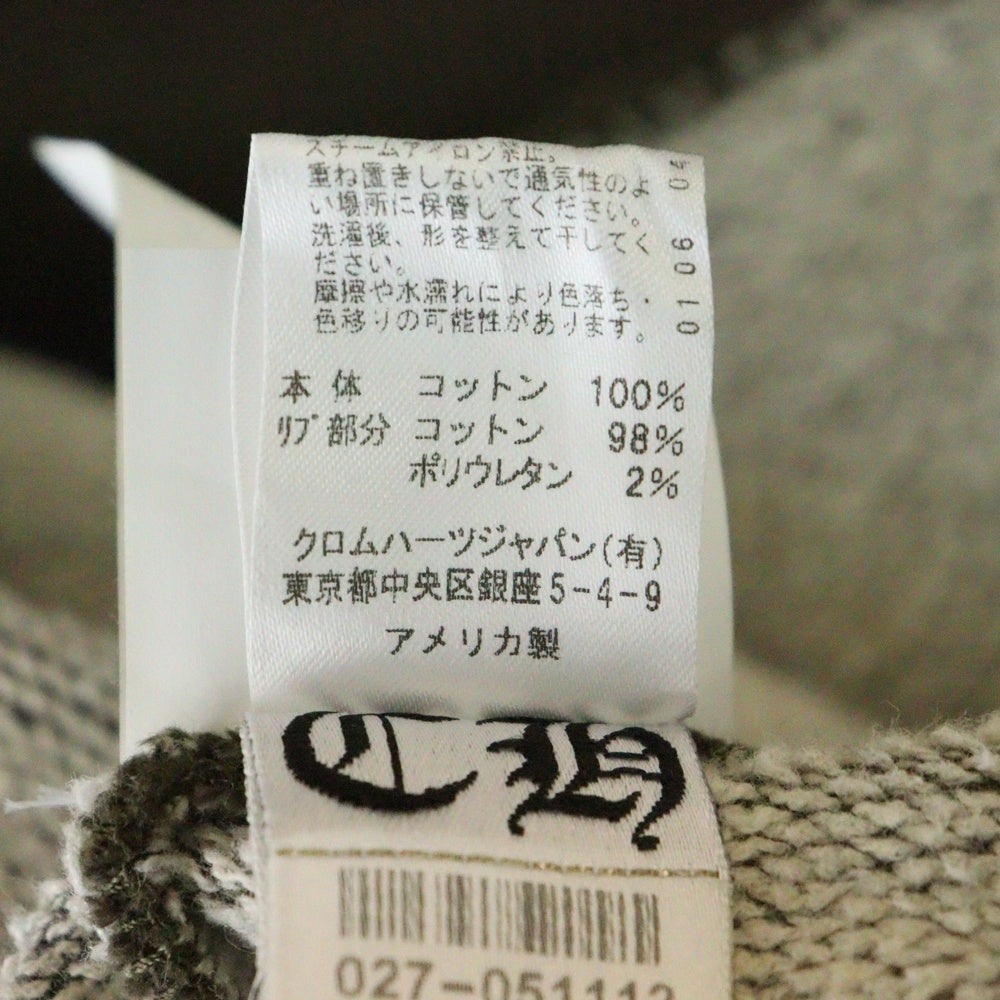 スチームアイロン禁止。
重ね置きしないで通気性のよ
い場所に保管してください。
洗濯後、形を整えて干してく
ださい。
摩擦や水濡れにより色落ち・
色移りの可能性があります。
01 06 04
本体 コットン 100%
ﾘﾌﾞ部分 コットン 98%
ポリウレタン 2%
クロムハーツジャパン(有)
東京都中央区銀座5-4-9
アメリカ製
CH
027-051112